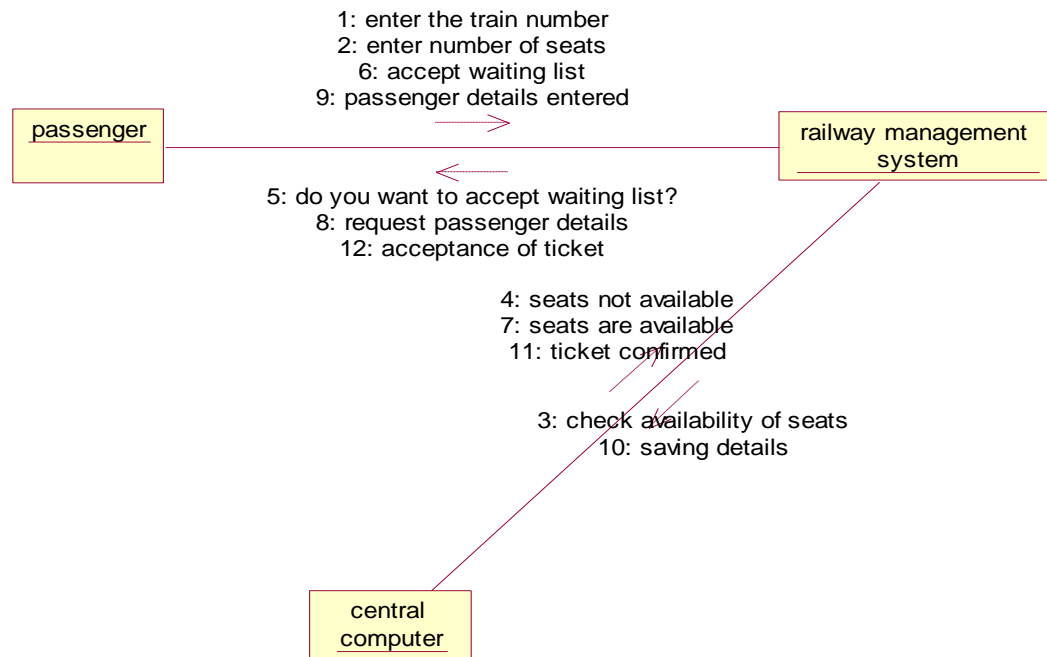 1: enter the train number
2: enter number of seats
6: accept waiting list
9: passenger details entered
passenger
railway management
system
5: do you want to accept waiting list?
8: request passenger details
12: acceptance of ticket
4: seats not available
7: seats are available
11: ticket confirmed
3: check availability of seats
10: saving details
central
computer